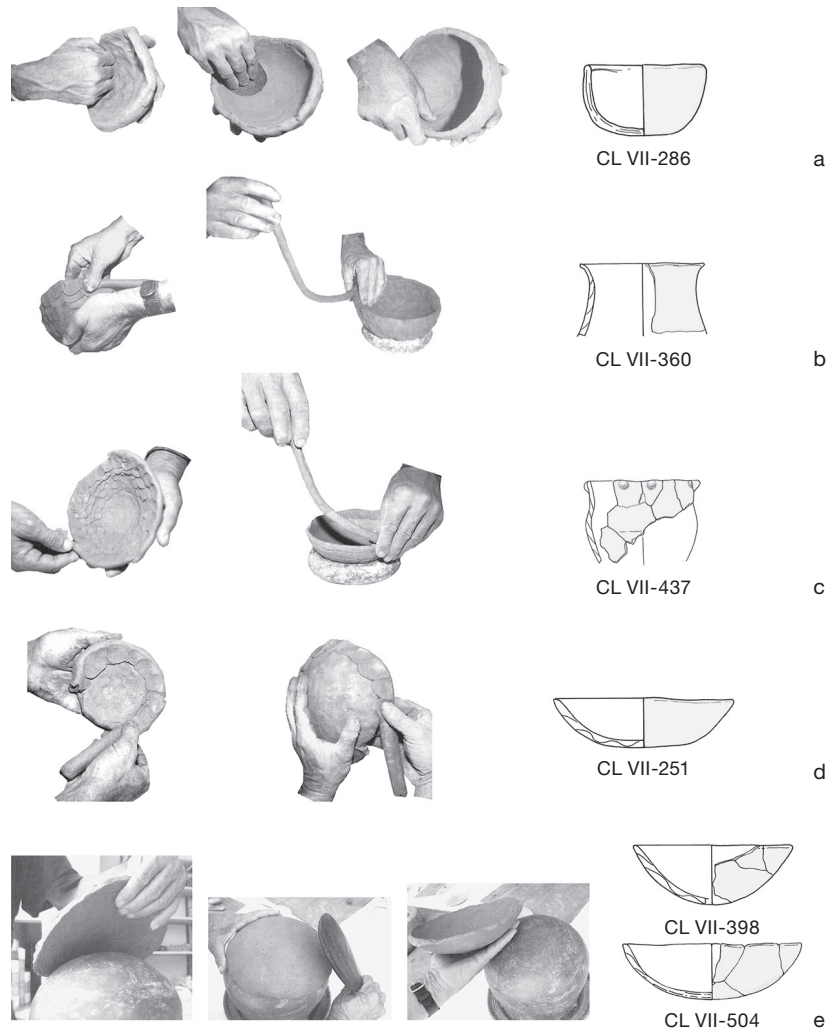 CL VII-286
a
CL VII-360
b
CL VII-437
c
CL VII-251
d
CL VII-398
CL VII-504
e